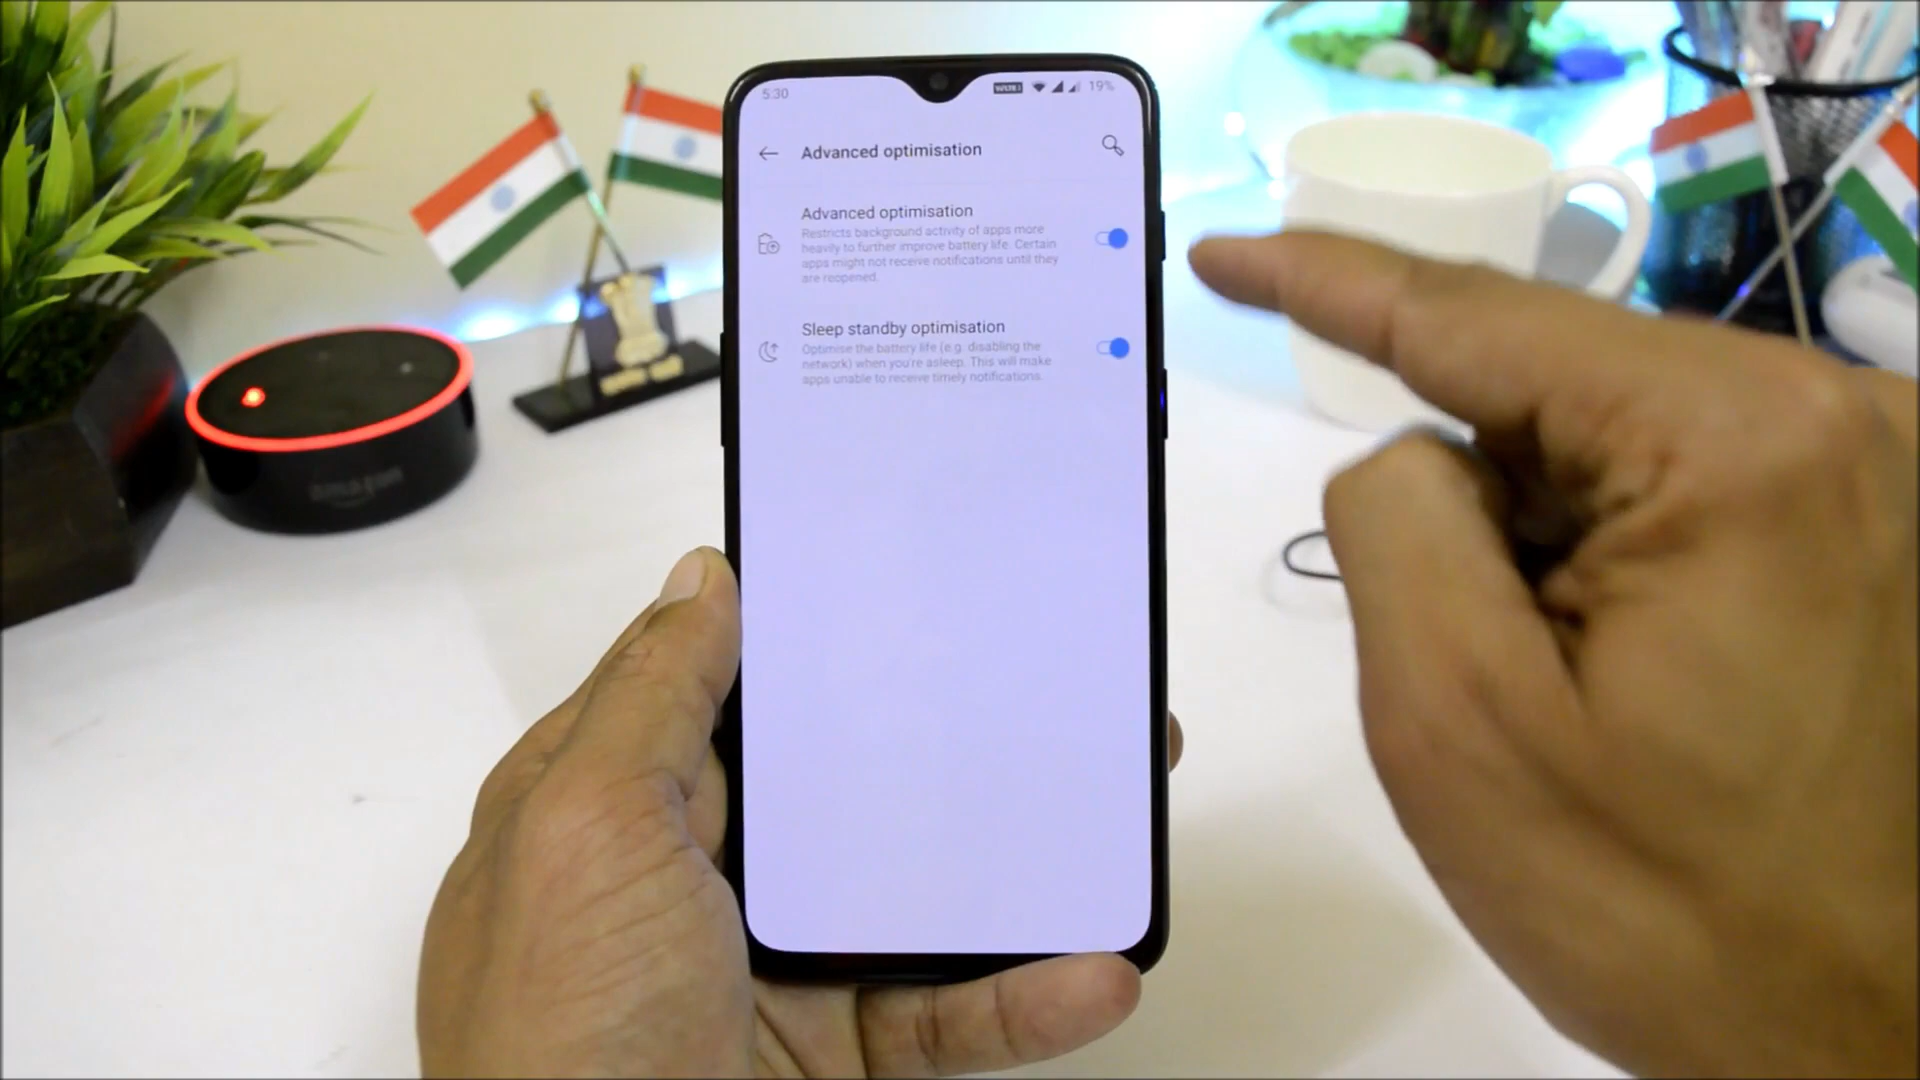 5:30
VoLTE 19%
Advanced optimisation
Advanced optimisation
Restricts background activity of apps more
heavily to further improve battery life. Certain
apps might not receive notifications until they
are reopened.
Sleep standby optimisation
Optimise the battery life (e.g. disabling the
network) when you're asleep. This will make
apps unable to receive timely notifications.
amazon